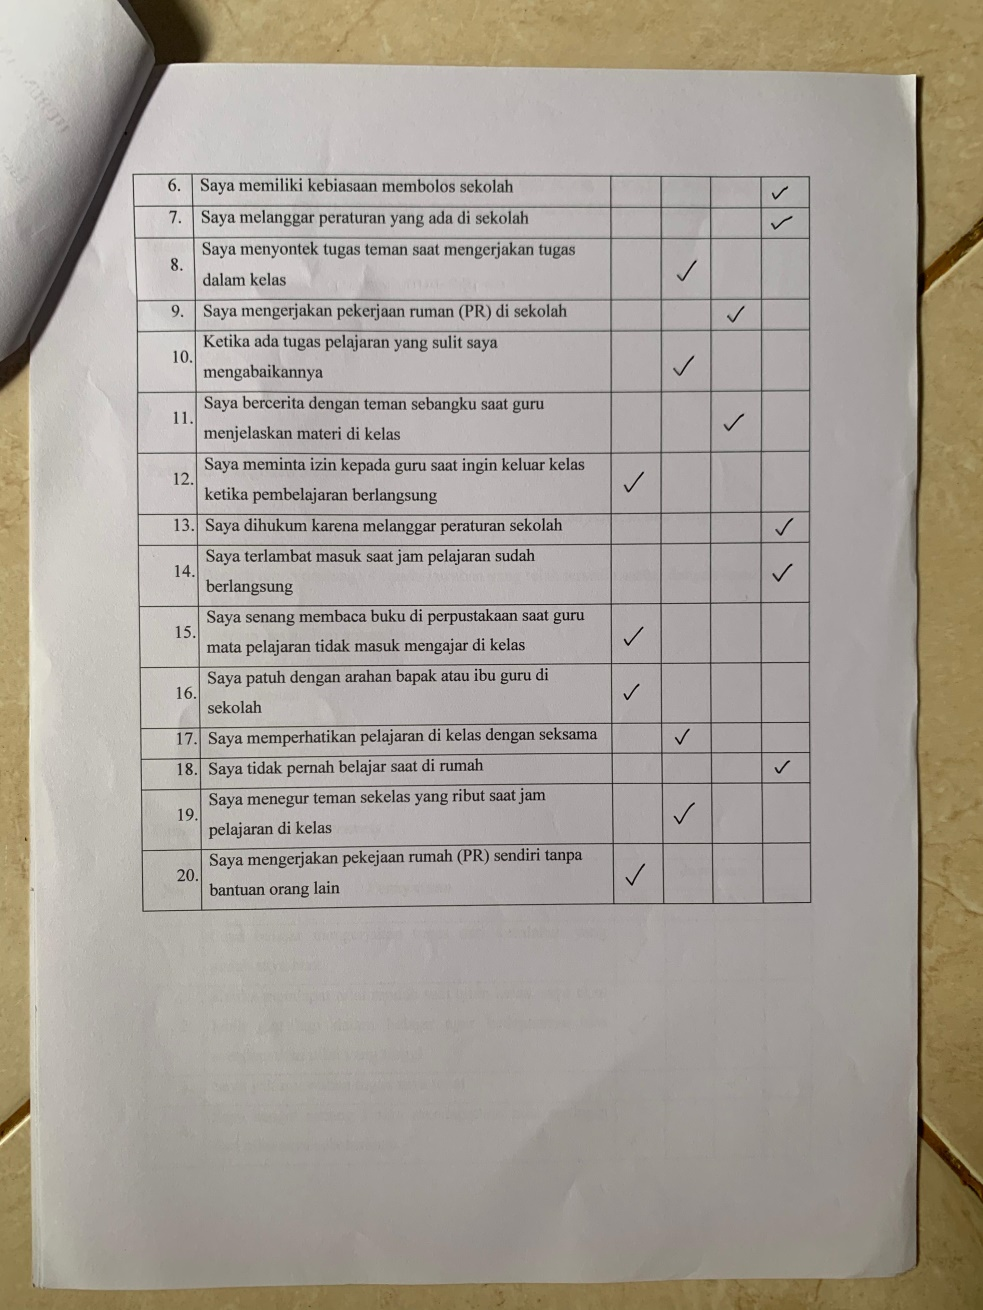 6. Saya memiliki kebiasaan membolos sekolah ✓
7. Saya melanggar peraturan yang ada di sekolah ✓
8. Saya menyontek tugas teman saat mengerjakan tugas
dalam kelas ✓
9. Saya mengerjakan pekerjaan ruman (PR) di sekolah ✓
10. Ketika ada tugas pelajaran yang sulit saya
mengabaikannya ✓
11. Saya bercerita dengan teman sebangku saat guru
menjelaskan materi di kelas ✓
12. Saya meminta izin kepada guru saat ingin keluar kelas
ketika pembelajaran berlangsung ✓
13. Saya dihukum karena melanggar peraturan sekolah ✓
14. Saya terlambat masuk saat jam pelajaran sudah
berlangsung ✓
15. Saya senang membaca buku di perpustakaan saat guru
mata pelajaran tidak masuk mengajar di kelas ✓
16. Saya patuh dengan arahan bapak atau ibu guru di
sekolah ✓
17. Saya memperhatikan pelajaran di kelas dengan seksama ✓
18. Saya tidak pernah belajar saat di rumah ✓
19. Saya menegur teman sekelas yang ribut saat jam
pelajaran di kelas ✓
20. Saya mengerjakan pekejaan rumah (PR) sendiri tanpa
bantuan orang lain ✓